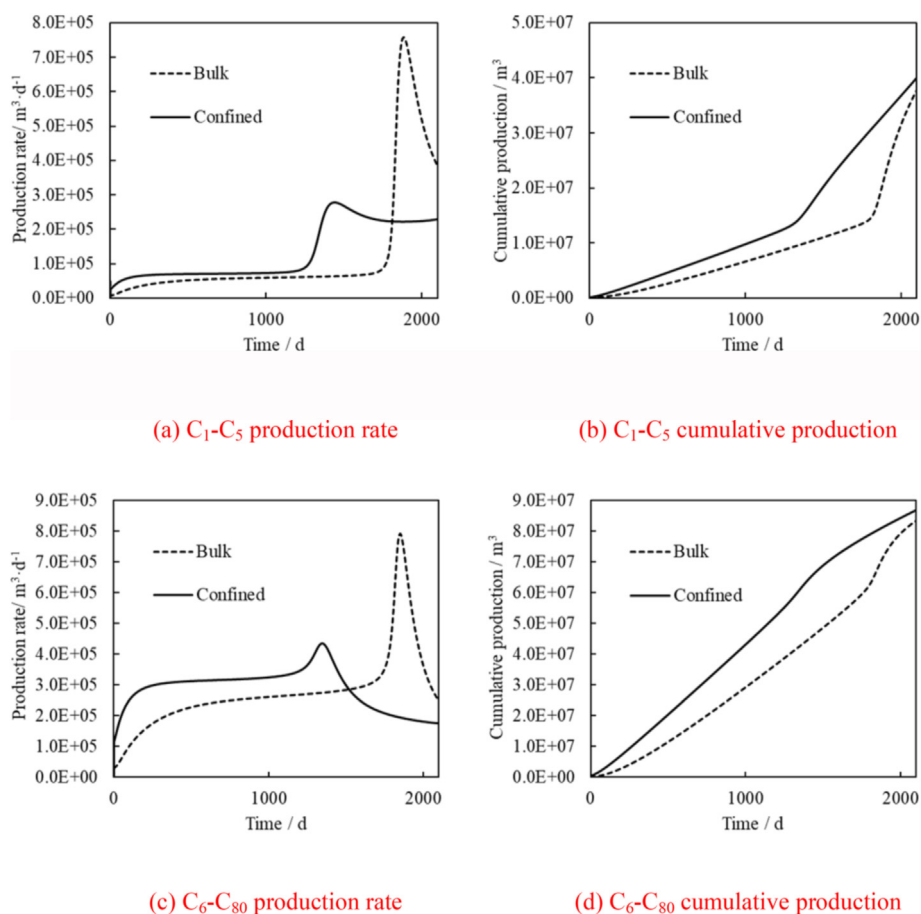 8.0E+05
7.0E+05
6.0E+05
5.0E+05
4.0E+05
3.0E+05
2.0E+05
1.0E+05
0.0E+00
Production rate/ m³·d⁻¹
Bulk
Confined
0 1000 2000
Time / d
(a) C₁-C₅ production rate
5.0E+07
4.0E+07
3.0E+07
2.0E+07
1.0E+07
0.0E+00
Cumulative production / m³
Bulk
Confined
0 1000 2000
Time / d
(b) C₁-C₅ cumulative production
9.0E+05
8.0E+05
7.0E+05
6.0E+05
5.0E+05
4.0E+05
3.0E+05
2.0E+05
1.0E+05
0.0E+00
Production rate/ m³·d⁻¹
Bulk
Confined
0 1000 2000
Time / d
(c) C₆-C₈₀ production rate
9.0E+07
8.0E+07
7.0E+07
6.0E+07
5.0E+07
4.0E+07
3.0E+07
2.0E+07
1.0E+07
0.0E+00
Cumulative production / m³
Bulk
Confined
0 1000 2000
Time / d
(d) C₆-C₈₀ cumulative production